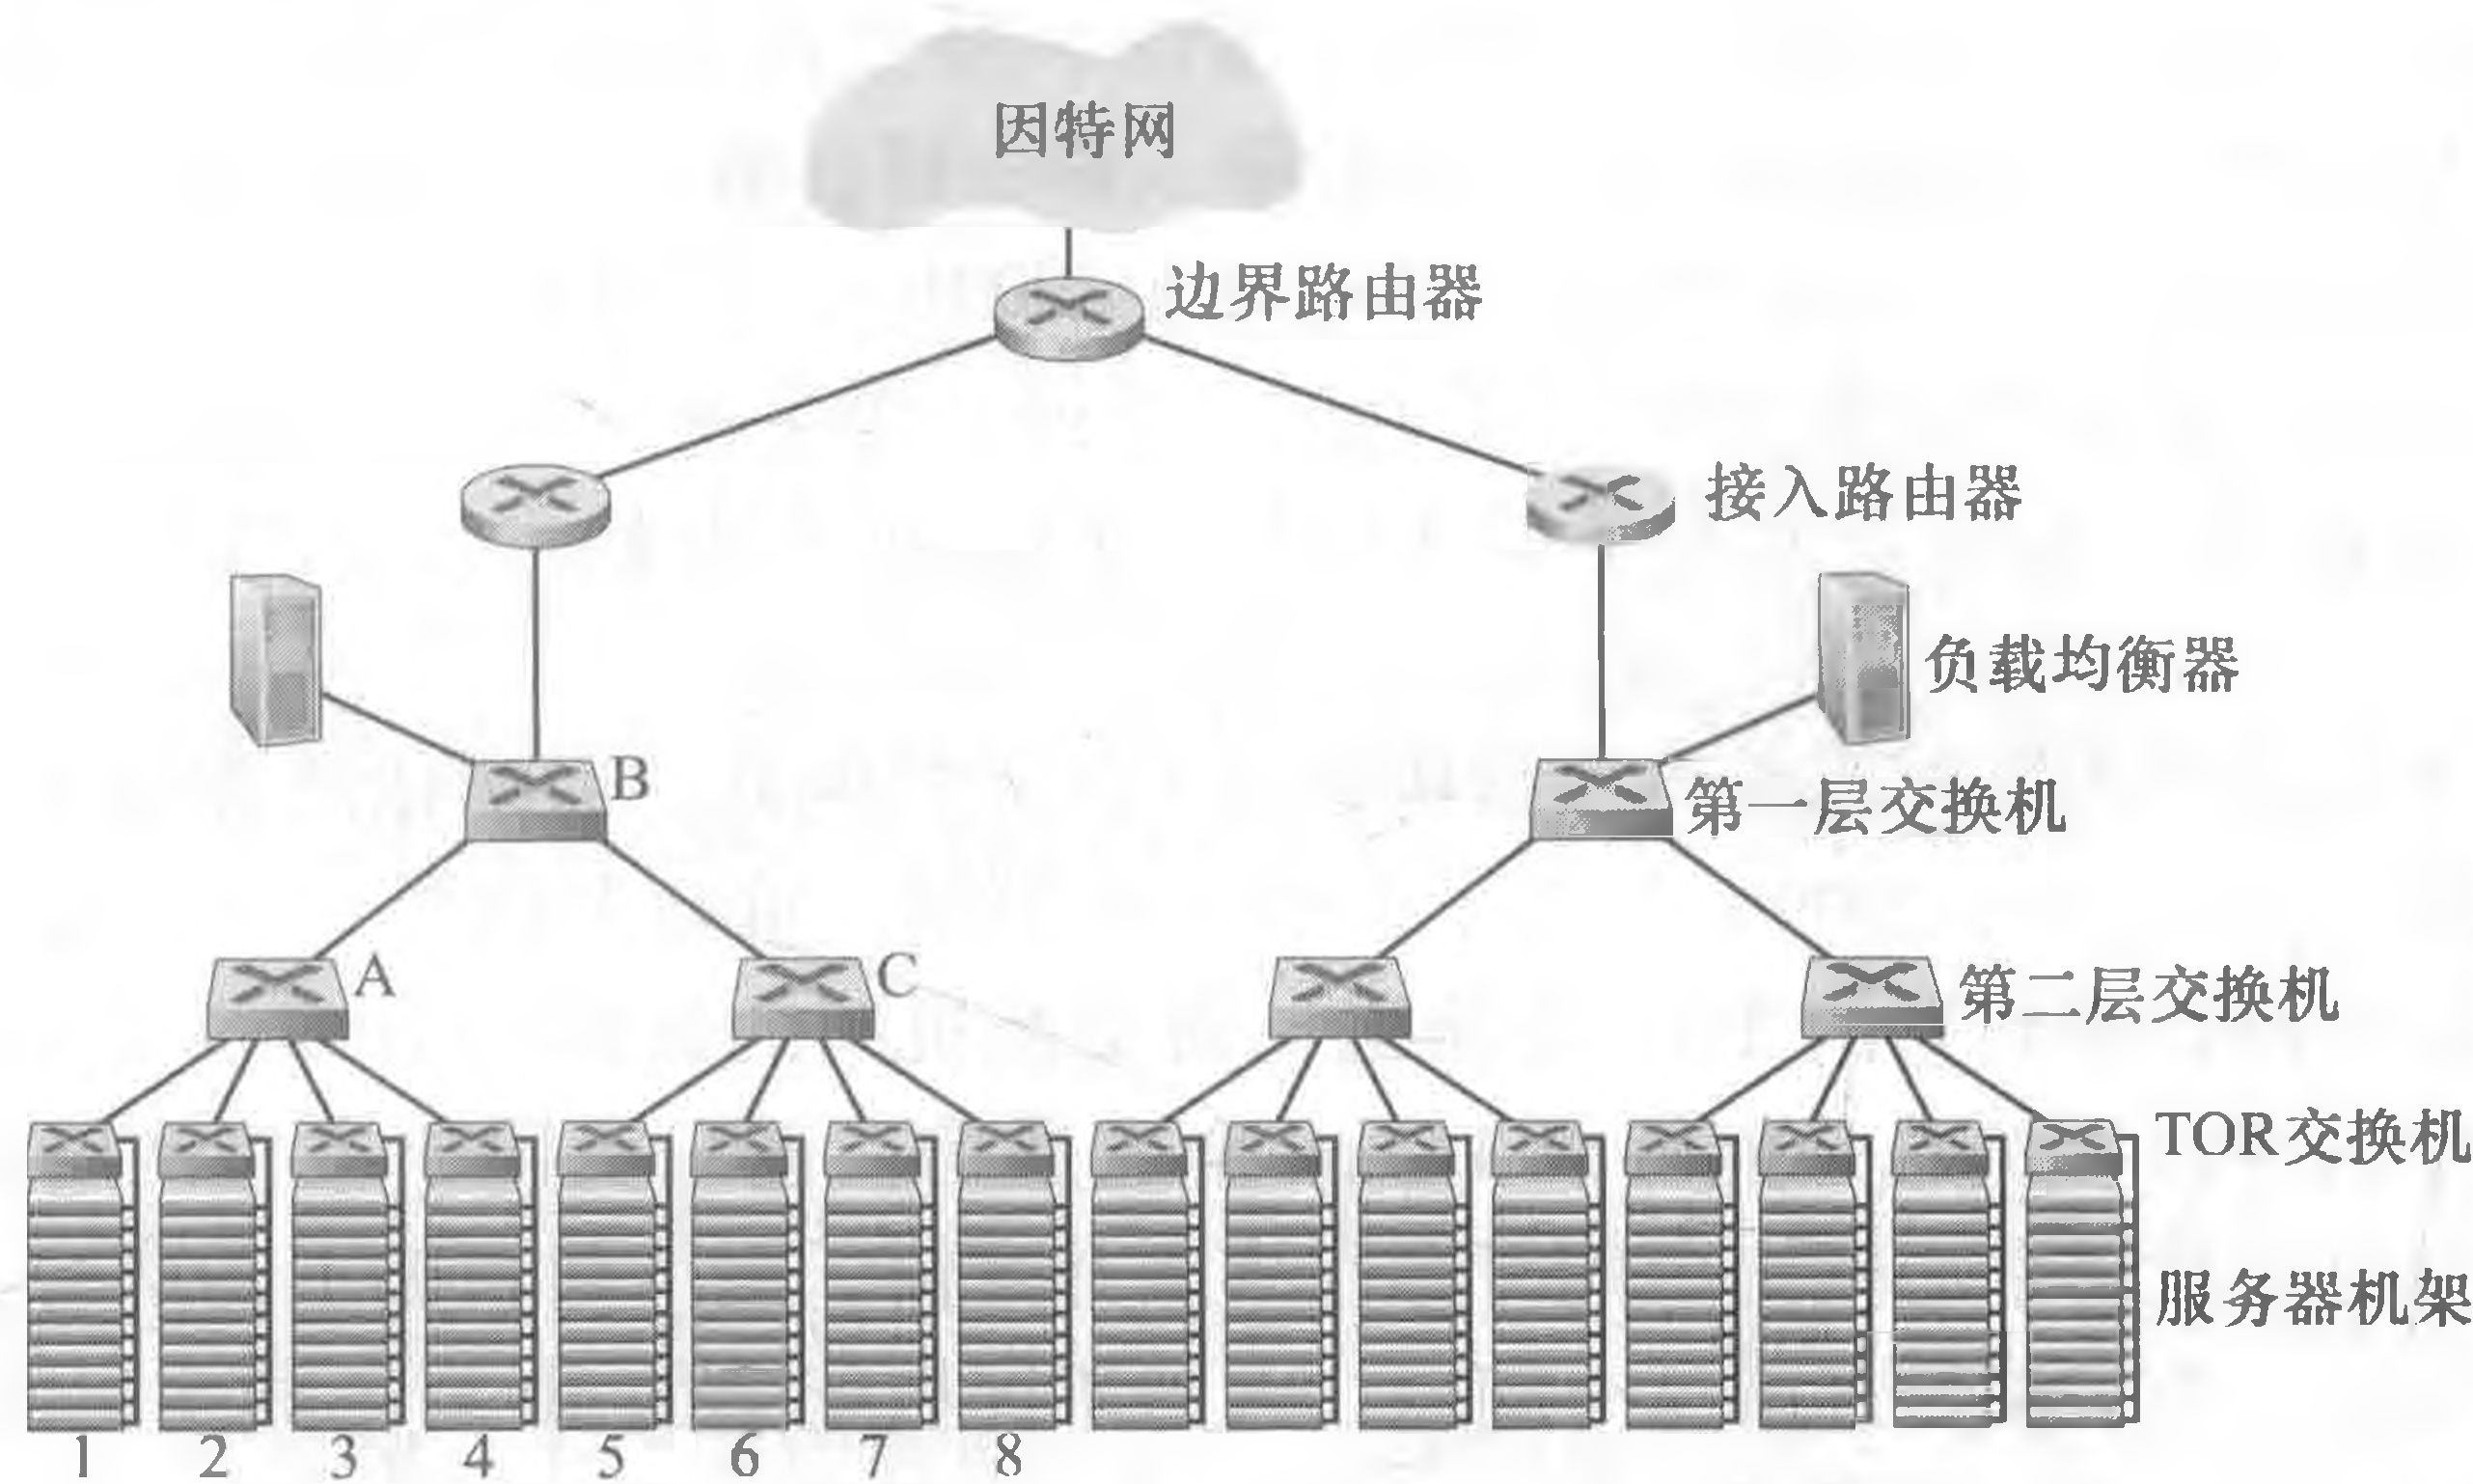 因特网
边界路由器
接入路由器
负载均衡器
B
第一层交换机
A
C
第二层交换机
TOR交换机
服务器机架
1 2 3 4 5 6 7 8